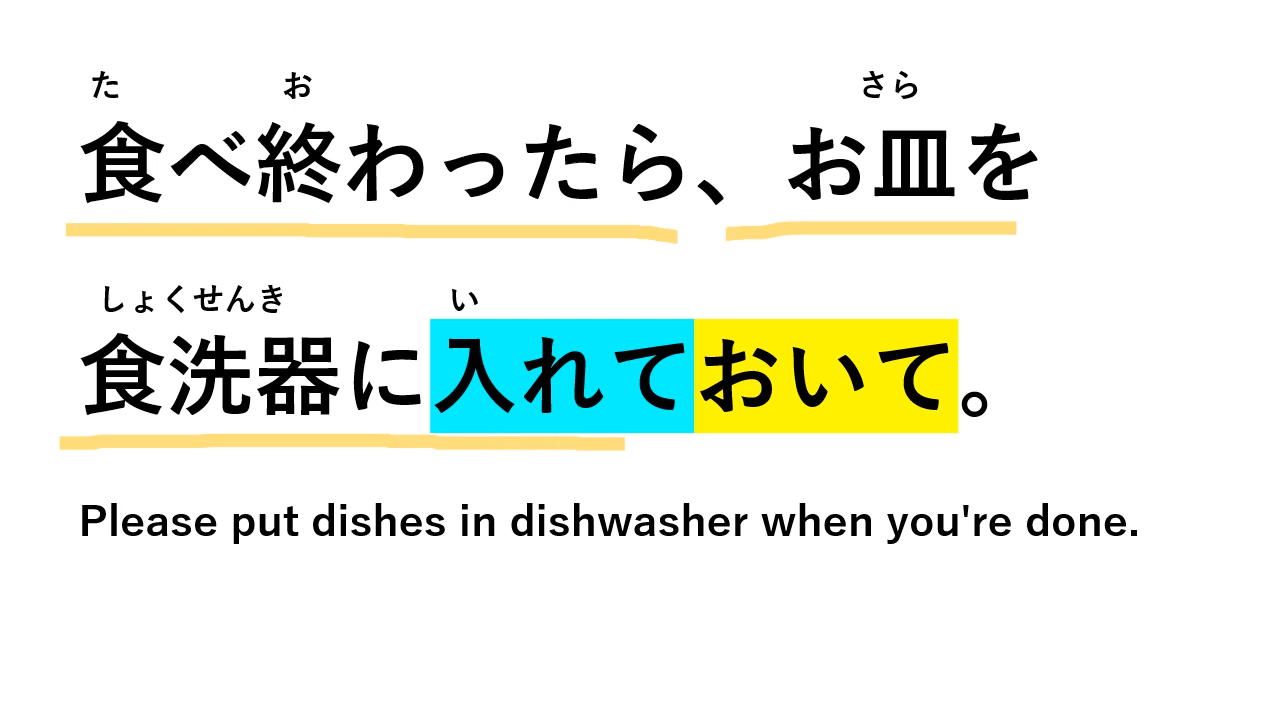 た お さら
食べ終わったら、お皿を
しょくせんき い
食洗器に入れておいて。
Please put dishes in dishwasher when you're done.